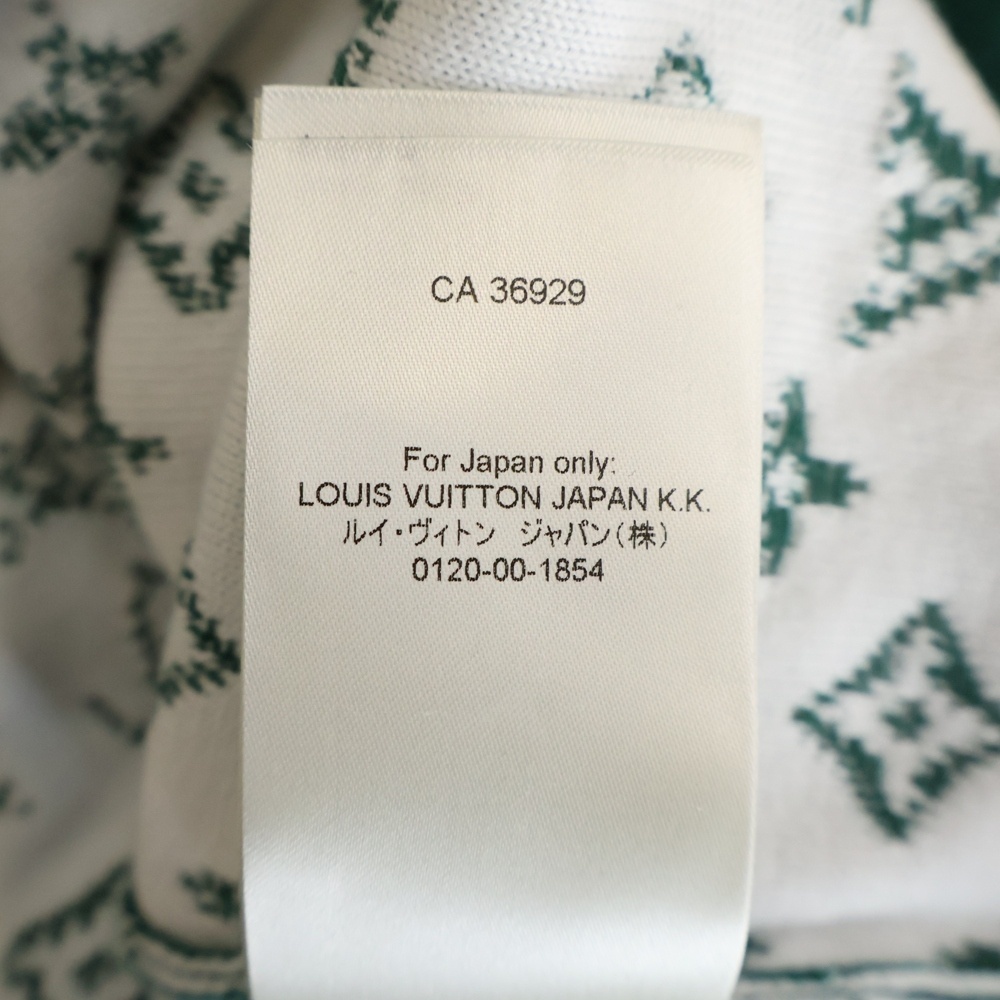 CA 36929
For Japan only:
LOUIS VUITTON JAPAN K.K.
ルイ・ヴィトン　ジャパン(株)
0120-00-1854